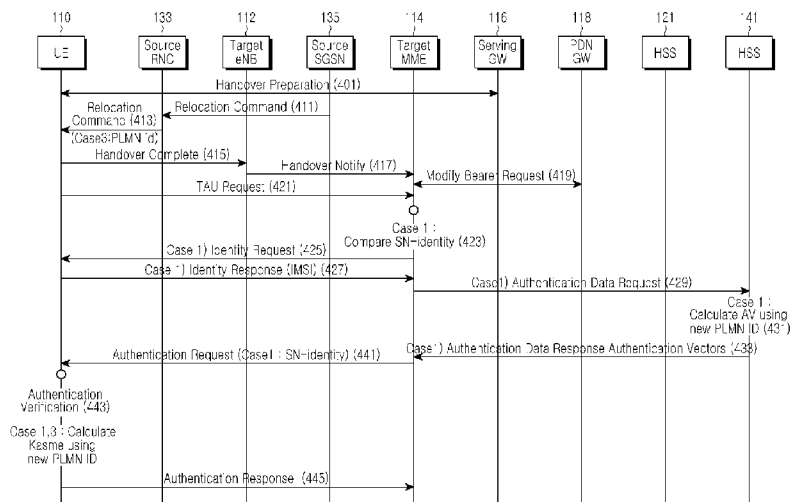 110 133 112 135 114 116 118 121 141
UE
Source
RNC
Target
eNB
Source
SGSN
Target
MME
Serving
GW
PDN
GW
HSS
HSS
Handover Preparation (401)
Relocation Command (411)
Relocation
Command (413)
(Case3:PLMN id)
Handover Complete (415)
Handover Notify (417)
Modify Bearer Request (419)
TAU Request (421)
Case 1 :
Compare SN-identity (423)
Case 1) Identity Request (425)
Case 1) Identity Response (IMSI) (427)
Case1) Authentication Data Request (429)
Case 1 :
Calculate AV using
new PLMN ID (431)
Case1) Authentication Data Response Authentication Vectors (433)
Authentication Request (Case1 : SN-identity) (441)
Authentication
Verification (443)
Case 1,3 : Calculate
Kasme using
new PLMN ID
Authentication Response (445)